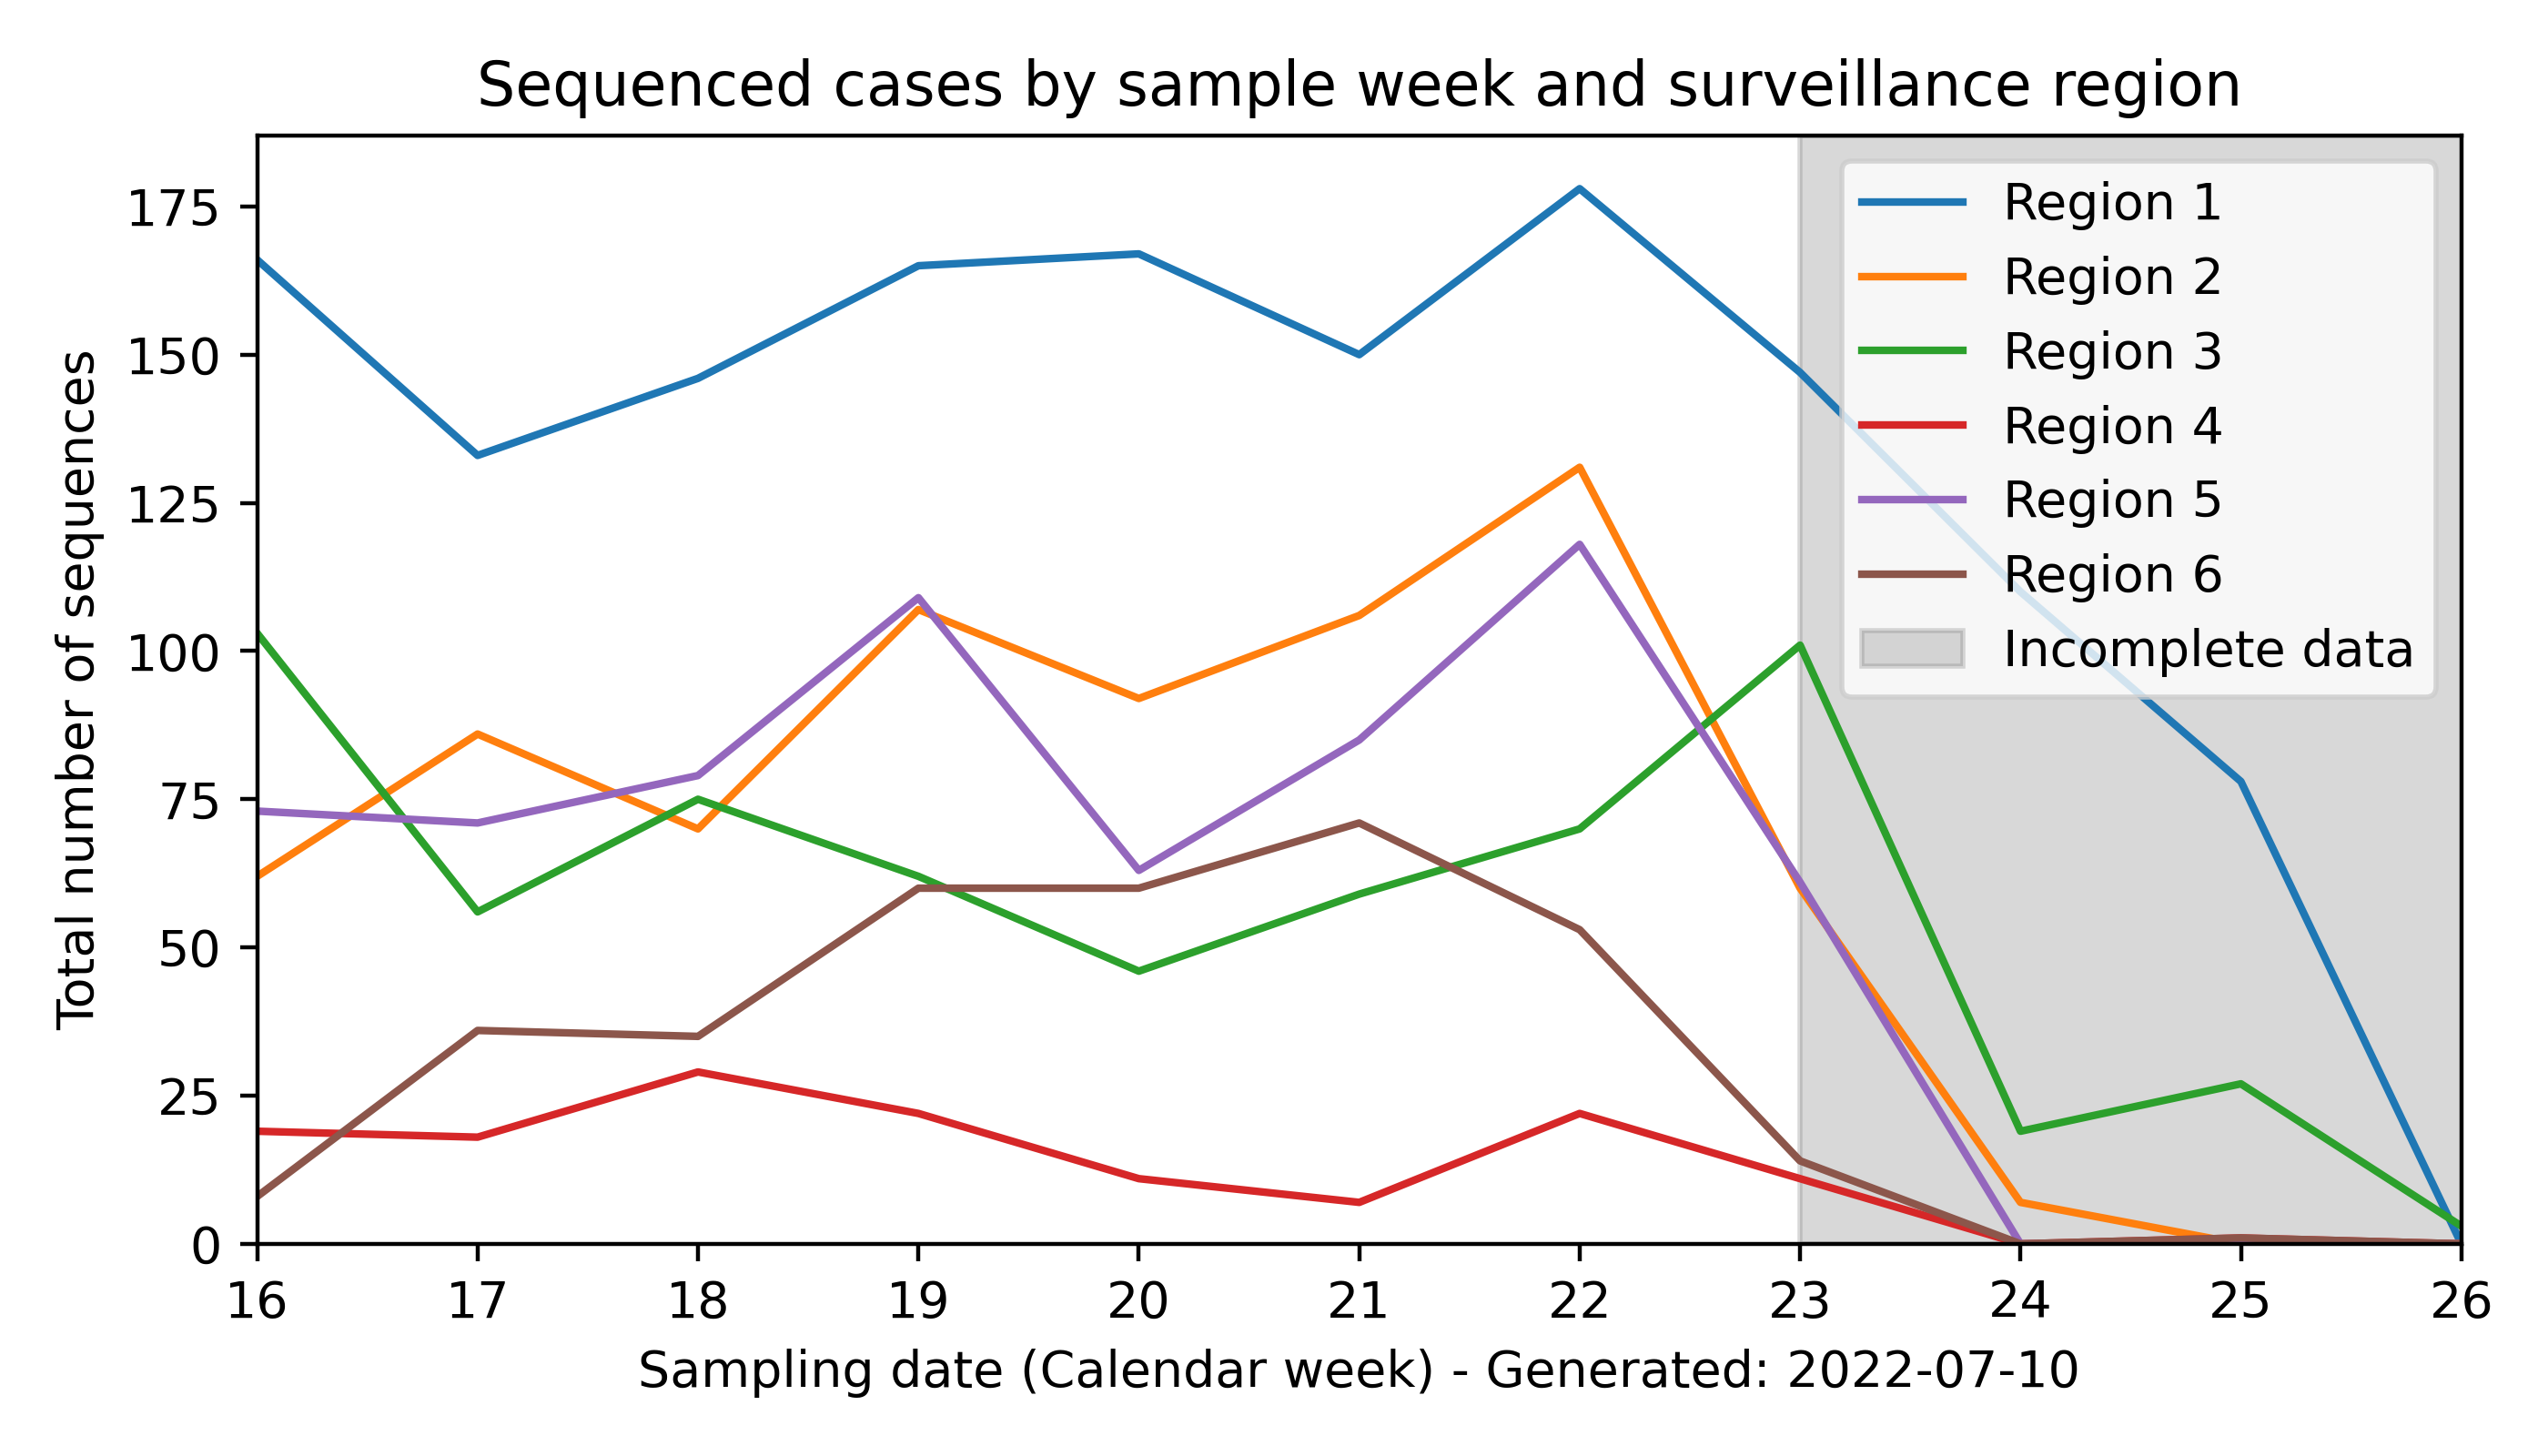 Sequenced cases by sample week and surveillance region
Total number of sequences
175
150
125
100
75
50
25
0
16 17 18 19 20 21 22 23 24 25 26
Sampling date (Calendar week) - Generated: 2022-07-10
Region 1
Region 2
Region 3
Region 4
Region 5
Region 6
Incomplete data